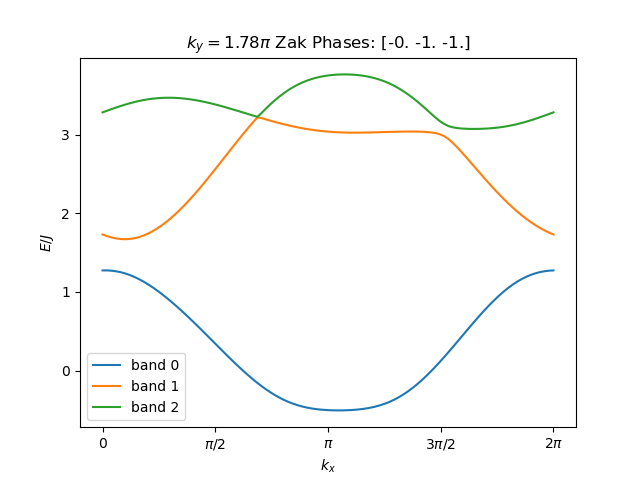 k_y = 1.78π Zak Phases: [-0. -1. -1.]
E/J
3
2
1
0
band 0
band 1
band 2
0 π/2 π 3π/2 2π
k_x